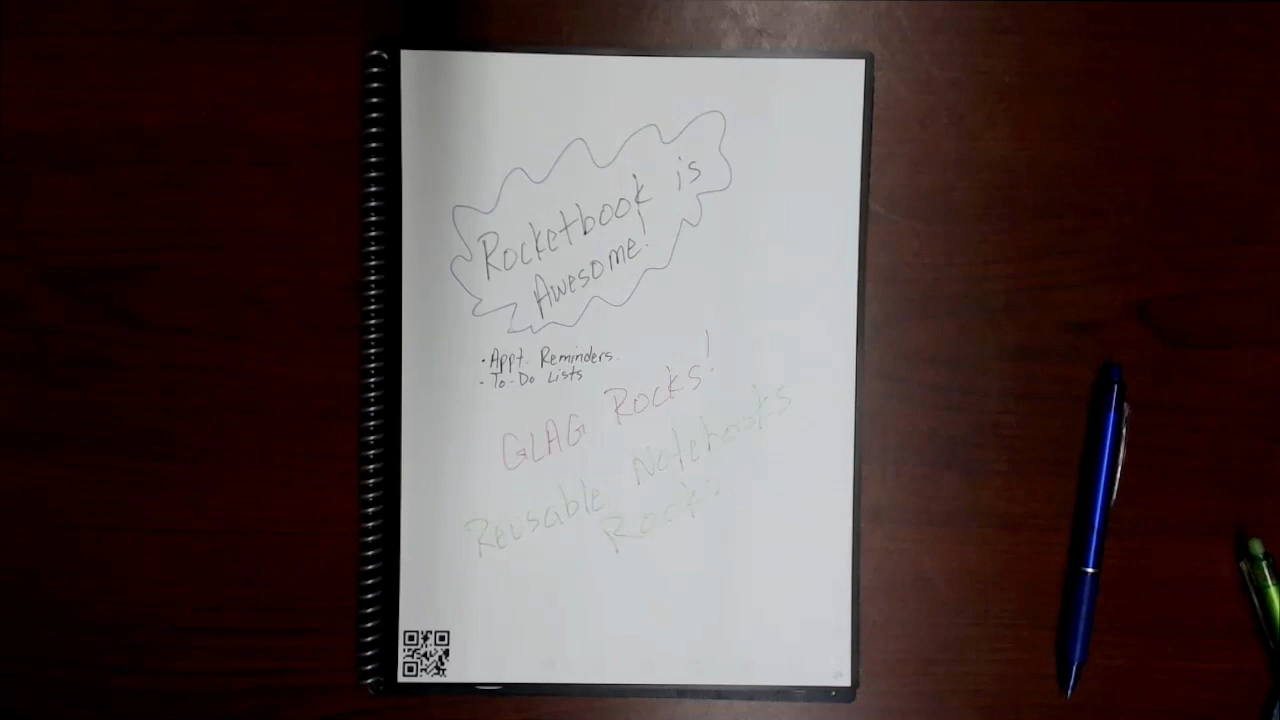 Rocketbook is
Awesome!
· Appt. Reminders
- To-Do Lists
GLAG Rocks!
Reusable Notebooks
Rock